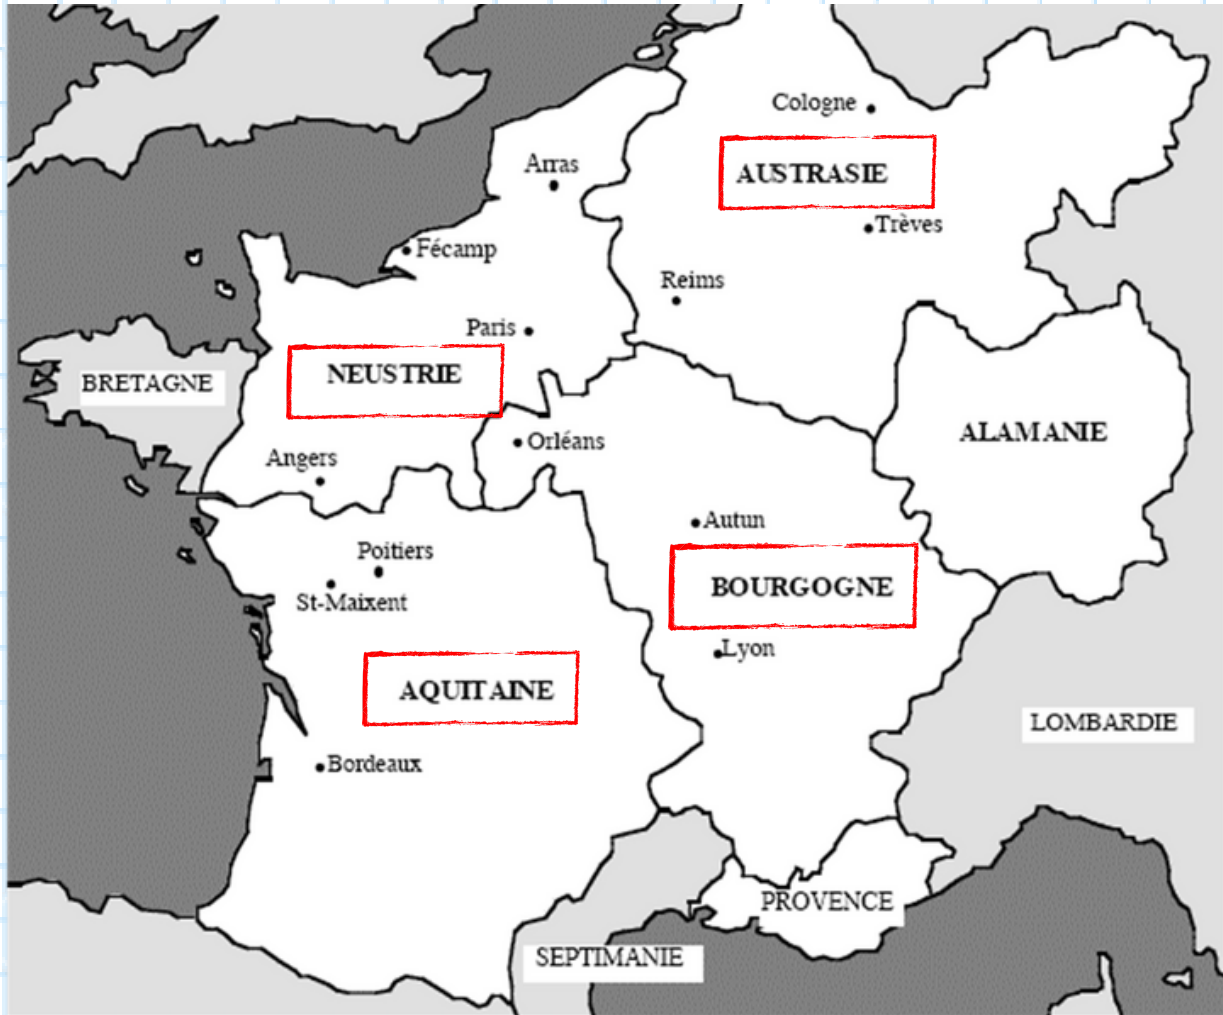 Cologne
Arras
AUSTRASIE
Trèves
Fécamp
Reims
Paris
NEUSTRIE
BRETAGNE
ALAMANIE
Orléans
Angers
Autun
Poitiers
BOURGOGNE
St-Maixent
Lyon
AQUITAINE
LOMBARDIE
Bordeaux
PROVENCE
SEPTIMANIE